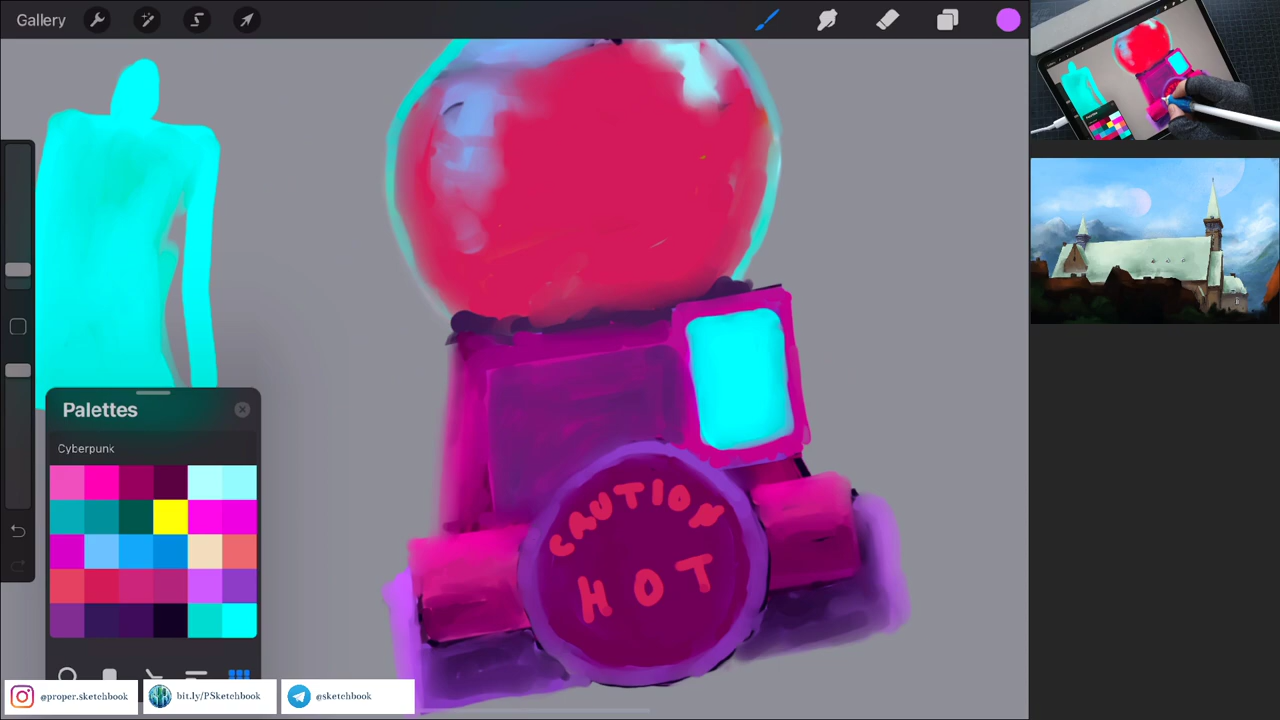 Gallery
CAUTION
HOT
Palettes
Cyberpunk
@proper.sketchbook
bit.ly/PSketchbook
@sketchbook